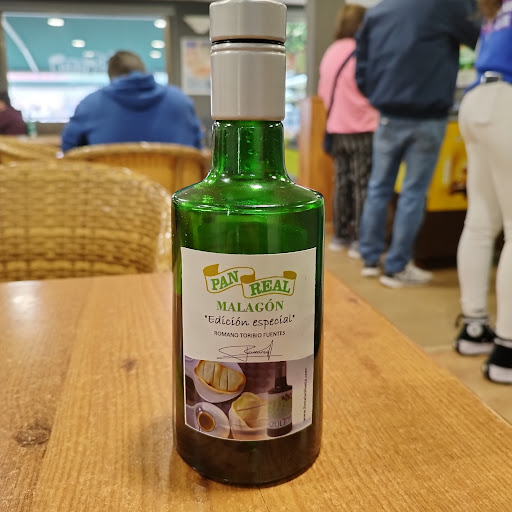 PAN REAL
MALAGÓN
"Edición especial"
ROMANO TORIBIO FUENTES